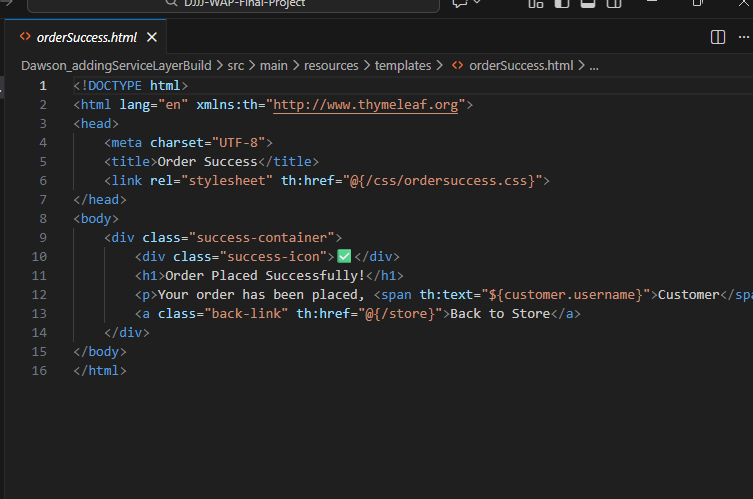 DJJJ-WAP-Final-Project
orderSuccess.html
Dawson_addingServiceLayerBuild > src > main > resources > templates > orderSuccess.html > ...
1 <!DOCTYPE html>
2 <html lang="en" xmlns:th="http://www.thymeleaf.org">
3 <head>
4     <meta charset="UTF-8">
5     <title>Order Success</title>
6     <link rel="stylesheet" th:href="@{/css/ordersuccess.css}">
7 </head>
8 <body>
9     <div class="success-container">
10         <div class="success-icon">✅</div>
11         <h1>Order Placed Successfully!</h1>
12         <p>Your order has been placed, <span th:text="${customer.username}">Customer</spa
13         <a class="back-link" th:href="@{/store}">Back to Store</a>
14     </div>
15 </body>
16 </html>